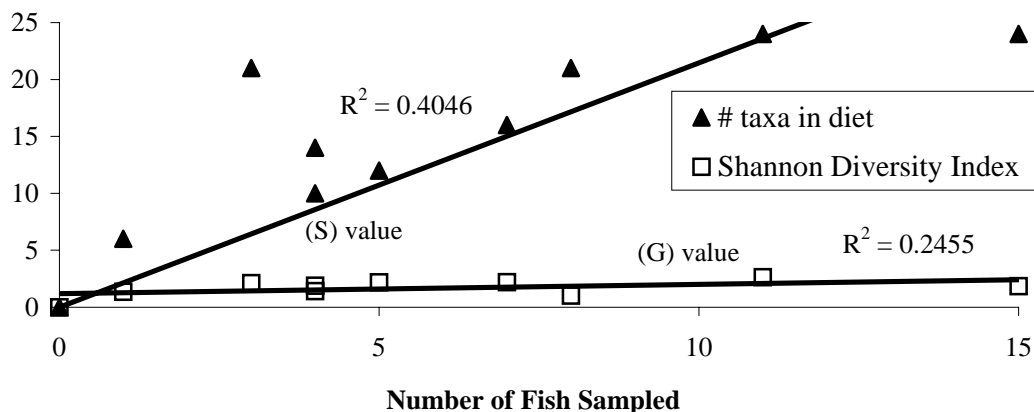 25
20
15
10
5
0
R² = 0.4046
# taxa in diet
Shannon Diversity Index
(S) value
(G) value
R² = 0.2455
0 5 10 15
Number of Fish Sampled